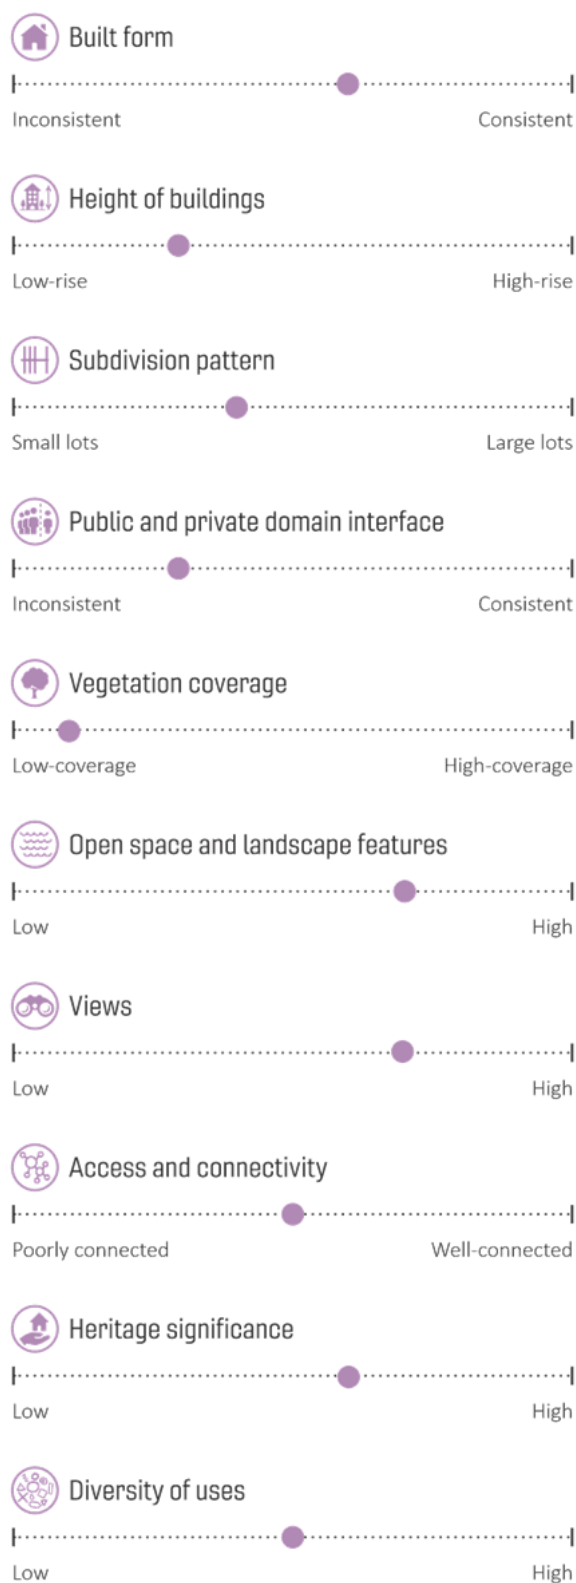 Built form
Inconsistent Consistent
Height of buildings
Low-rise High-rise
Subdivision pattern
Small lots Large lots
Public and private domain interface
Inconsistent Consistent
Vegetation coverage
Low-coverage High-coverage
Open space and landscape features
Low High
Views
Low High
Access and connectivity
Poorly connected Well-connected
Heritage significance
Low High
Diversity of uses
Low High